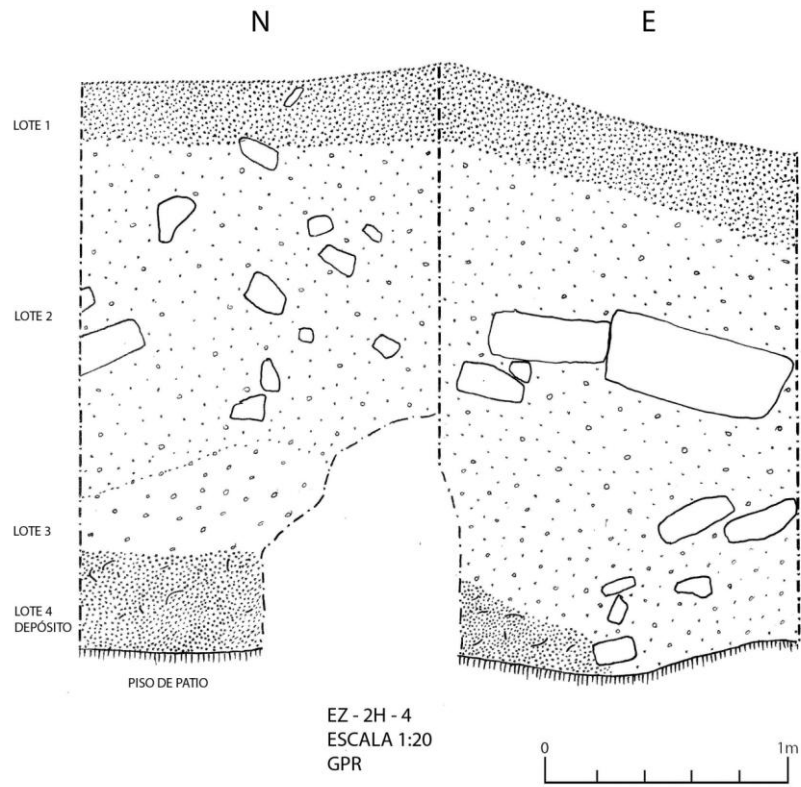 N
E
LOTE 1
LOTE 2
LOTE 3
LOTE 4
DEPÓSITO
PISO DE PATIO
EZ - 2H - 4
ESCALA 1:20
GPR
0
1m